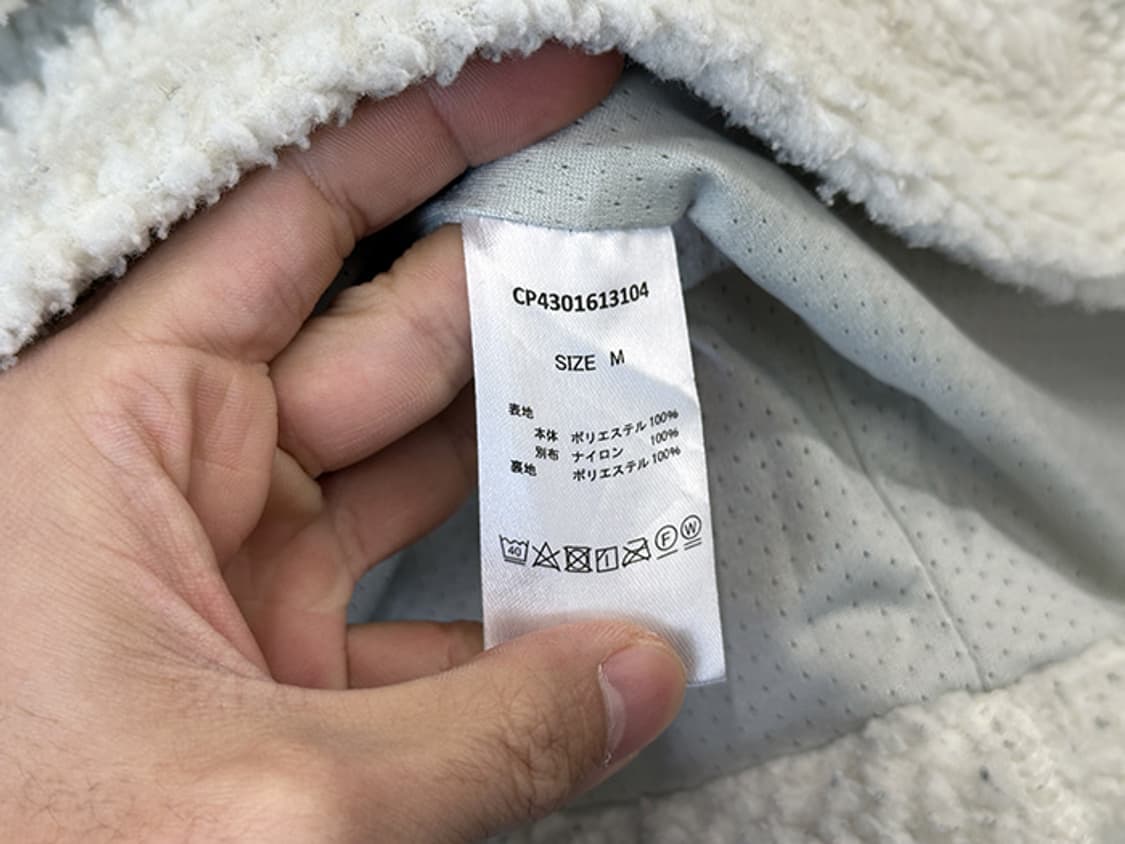 CP4301613104
SIZE M
表地
本体 ポリエステル 100%
別布 ナイロン 100%
裏地 ポリエステル 100%
40 F W